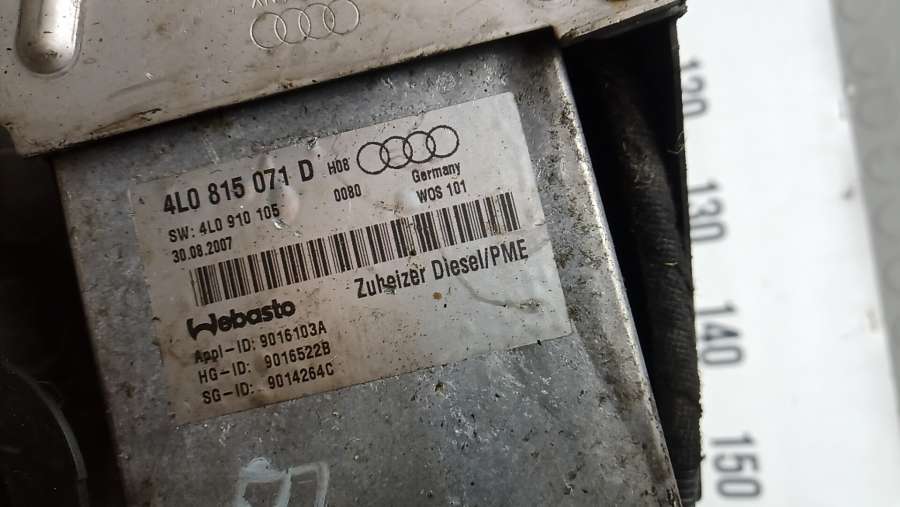 4L0 815 071 D H08
0080 Germany
WOS 101
SW: 4L0 910 105
30.08.2007
Zuheizer Diesel/PME
Webasto
Appl-ID: 9016103A
HG-ID: 9016522B
SG-ID: 9014264C
120
130
140
150